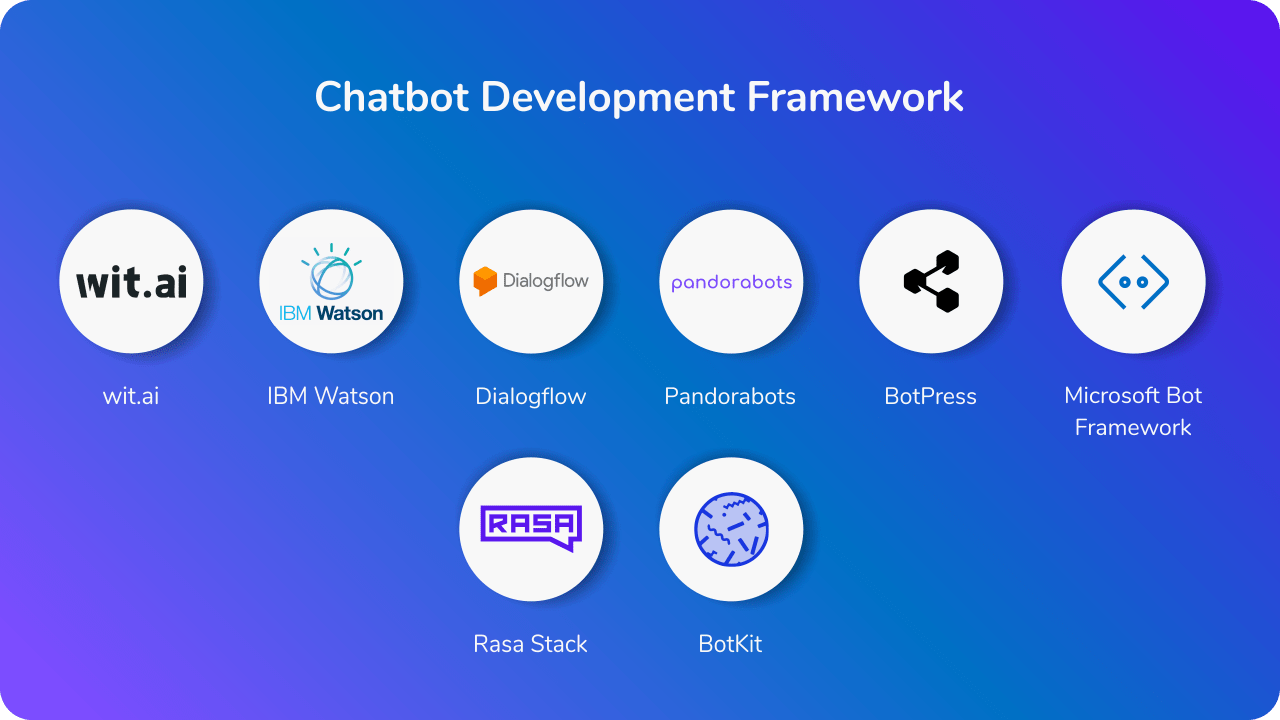 Chatbot Development Framework
wit.ai
IBM Watson
Dialogflow
pandorabots
wit.ai
IBM Watson
Dialogflow
Pandorabots
BotPress
Microsoft Bot
Framework
RASA
Rasa Stack
BotKit